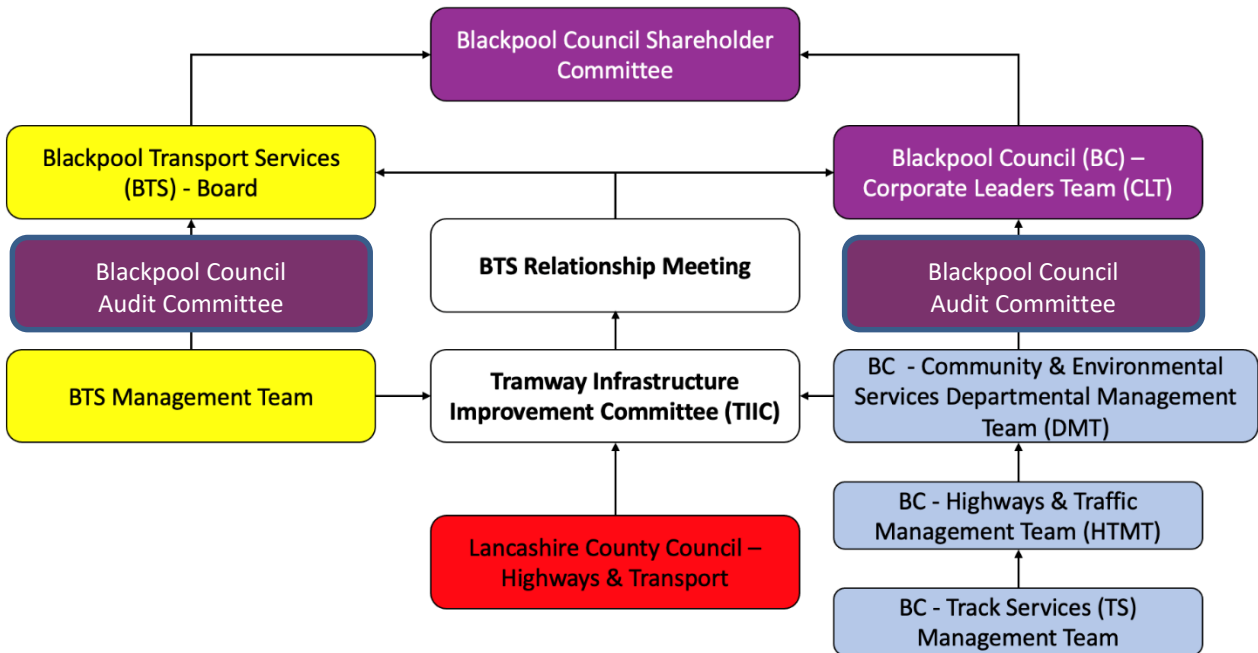 Blackpool Council Shareholder
Committee
Blackpool Transport Services
(BTS) - Board
Blackpool Council (BC) –
Corporate Leaders Team (CLT)
Blackpool Council
Audit Committee
BTS Relationship Meeting
Blackpool Council
Audit Committee
BTS Management Team
Tramway Infrastructure
Improvement Committee (TIIC)
BC - Community & Environmental
Services Departmental Management
Team (DMT)
Lancashire County Council –
Highways & Transport
BC - Highways & Traffic
Management Team (HTMT)
BC - Track Services (TS)
Management Team